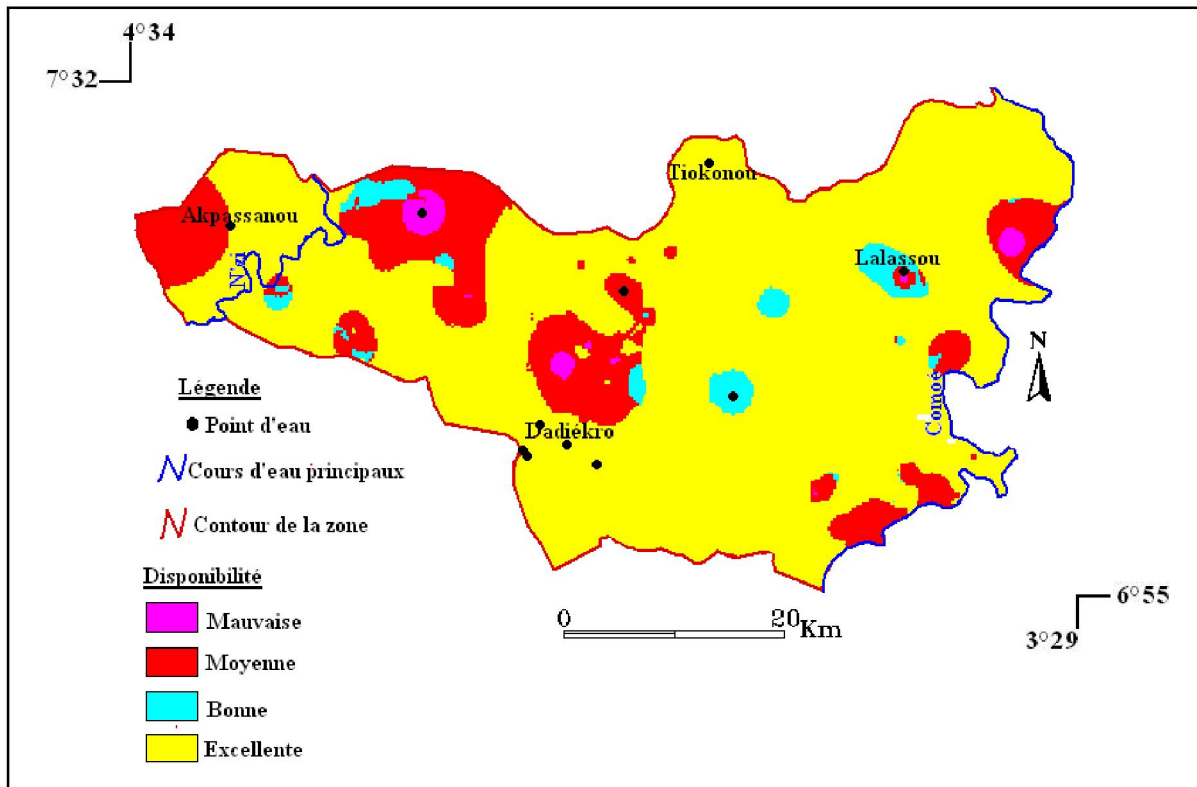 4°34
7°32
Tiokonou
Akpassanou
N'zi
Lalassou
N
Comoé
Dadiékro
Légende
Point d'eau
Cours d'eau principaux
Contour de la zone
Disponibilité
Mauvaise
Moyenne
Bonne
Excellente
0 20 Km
6°55
3°29